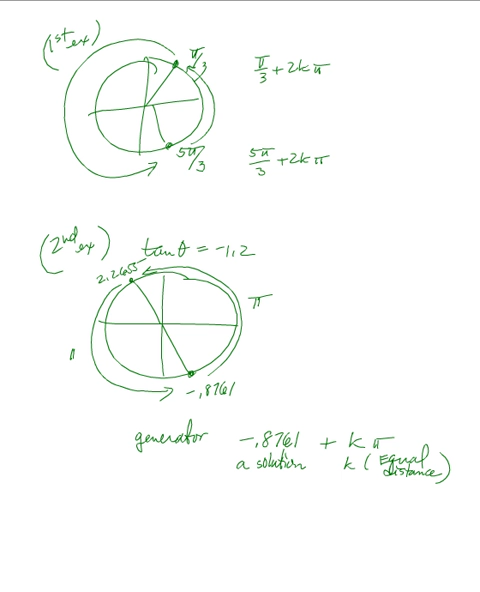 (1st ex)
π/3
π/3 + 2kπ
5π/3
5π/3 + 2kπ
(2nd ex) tan θ = -1.2
2.2655
π
π
-.8761
generator -.8761 + kπ
a solution k (Equal distance)